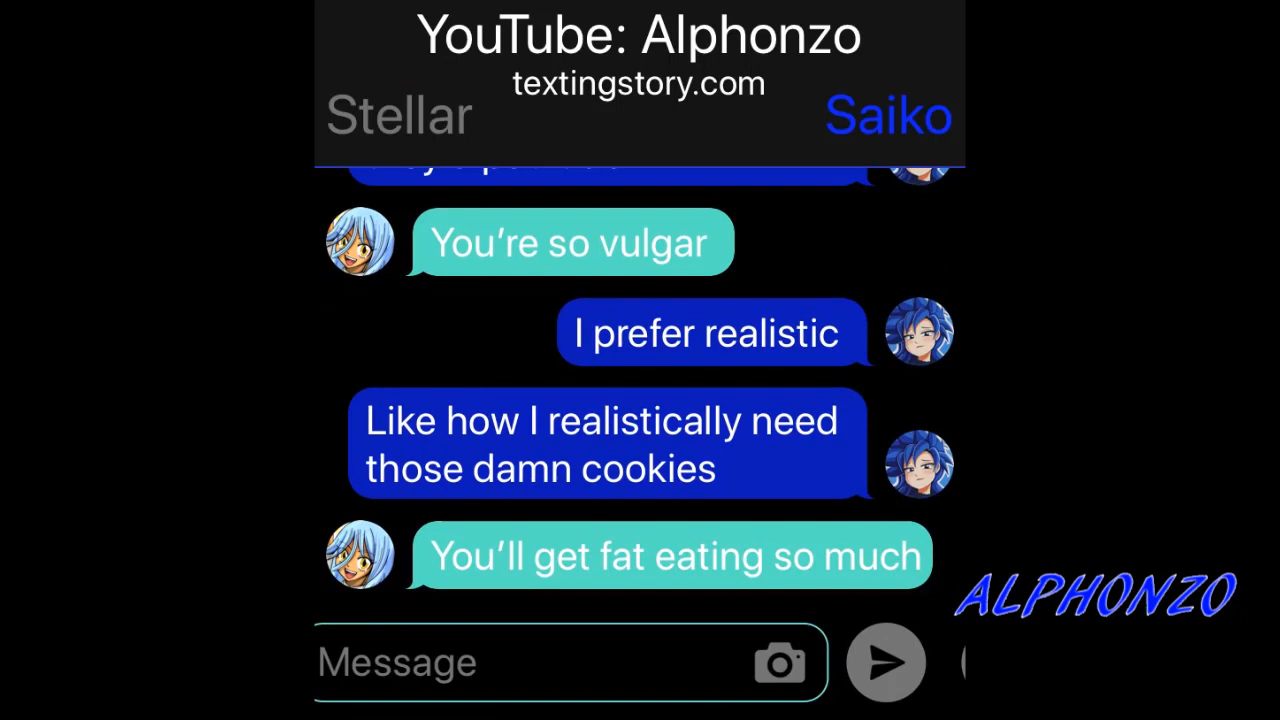 YouTube: Alphonzo
textingstory.com
Stellar
Saiko
You’re so vulgar
I prefer realistic
Like how I realistically need
those damn cookies
You’ll get fat eating so much
ALPHONZO
Message